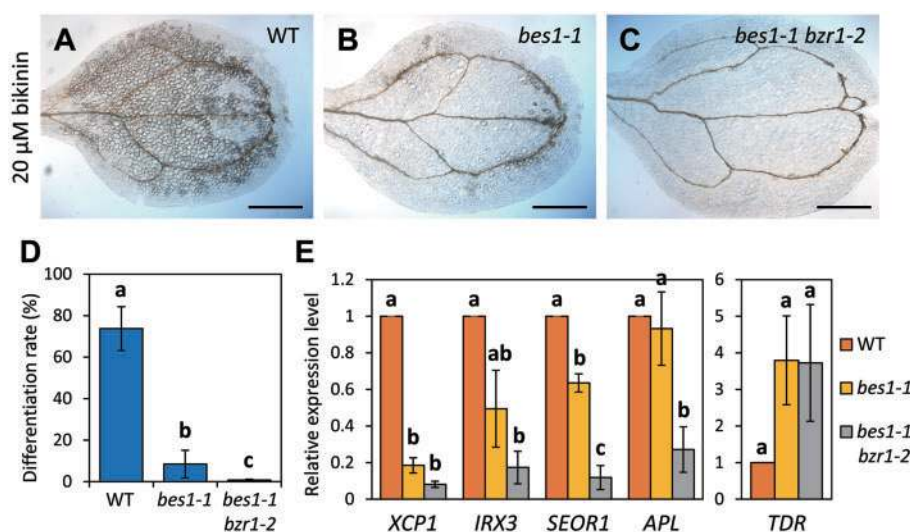 A WT
B bes1-1
C bes1-1 bzr1-2
20 μM bikinin
D
Differentiation rate (%)
100
80
60
40
20
0
a
b
c
WT
bes1-1
bes1-1
bzr1-2
E
Relative expression level
1.2
1
0.8
0.6
0.4
0.2
0
a
b
b
a
ab
b
a
b
c
a
a
b
XCP1 IRX3 SEOR1 APL
6
5
4
3
2
1
0
a
a
a
TDR
WT
bes1-1
bes1-1
bzr1-2